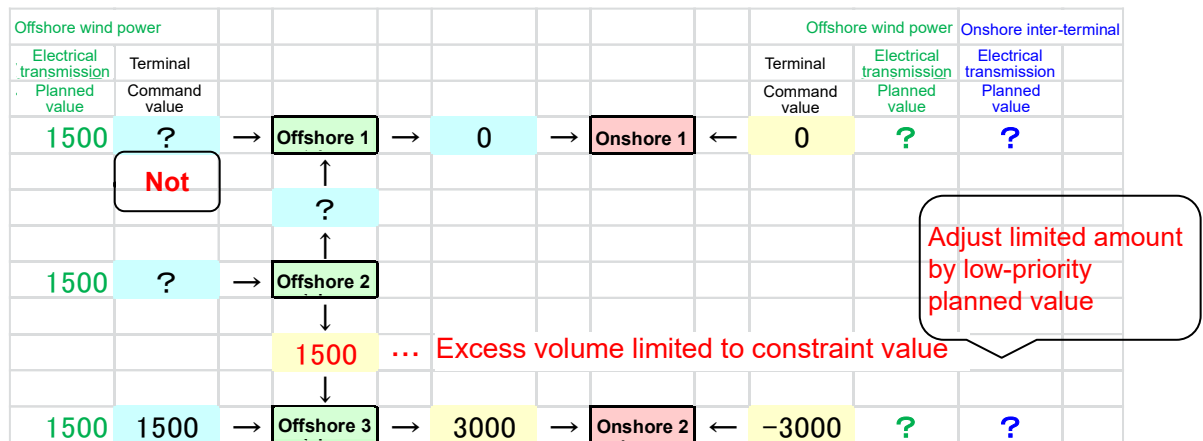 Offshore wind power Offshore wind power Onshore inter-terminal
Electrical transmission Terminal Terminal Electrical transmission Electrical transmission
Planned value Command value Command value Planned value Planned value
1500 ? → Offshore 1 → 0 → Onshore 1 ← 0 ? ?
Not ↑
?
↑
1500 ? → Offshore 2
↓
1500 … Excess volume limited to constraint value
↓
1500 1500 → Offshore 3 → 3000 → Onshore 2 ← -3000 ? ?
Adjust limited amount
by low-priority
planned value